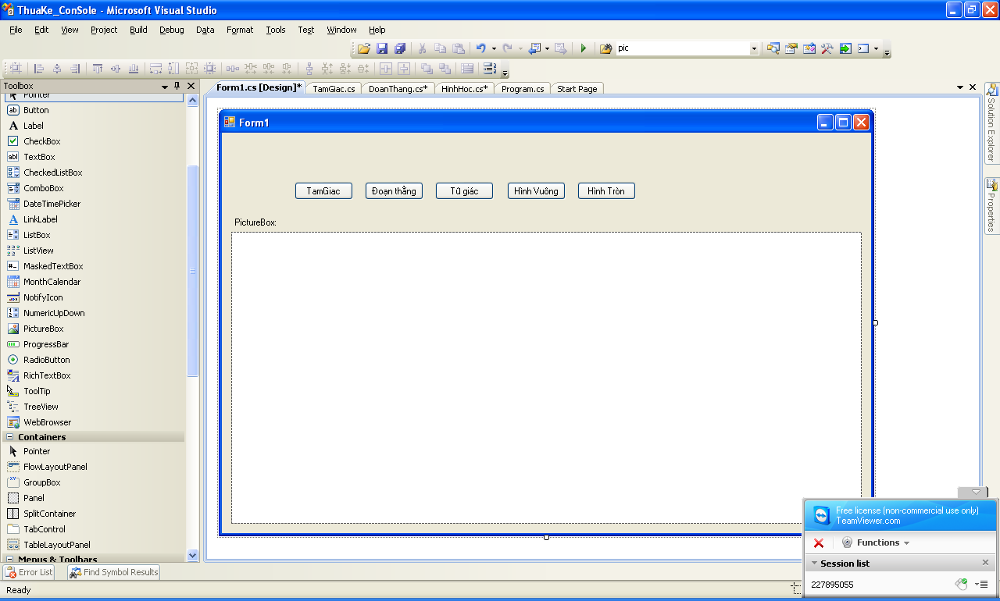 ThuaKe_ConSole - Microsoft Visual Studio
File Edit View Project Build Debug Data Format Tools Test Window Help
pic
Toolbox
Form1.cs [Design]* TamGiac.cs DoanThang.cs* HinhHoc.cs* Program.cs Start Page
Pointer
Button
Label
CheckBox
TextBox
CheckedListBox
ComboBox
DateTimePicker
LinkLabel
ListBox
ListView
MaskedTextBox
MonthCalendar
NotifyIcon
NumericUpDown
PictureBox
ProgressBar
RadioButton
RichTextBox
ToolTip
TreeView
WebBrowser
Containers
Pointer
FlowLayoutPanel
GroupBox
Panel
SplitContainer
TabControl
TableLayoutPanel
Menus & Toolbars
Form1
TamGiac Đoạn thẳng Tứ giác Hình Vuông Hình Tròn
PictureBox:
Solution Explorer
Properties
Free license (non-commercial use only)
TeamViewer.com
Functions
Session list
227895055
Error List Find Symbol Results
Ready